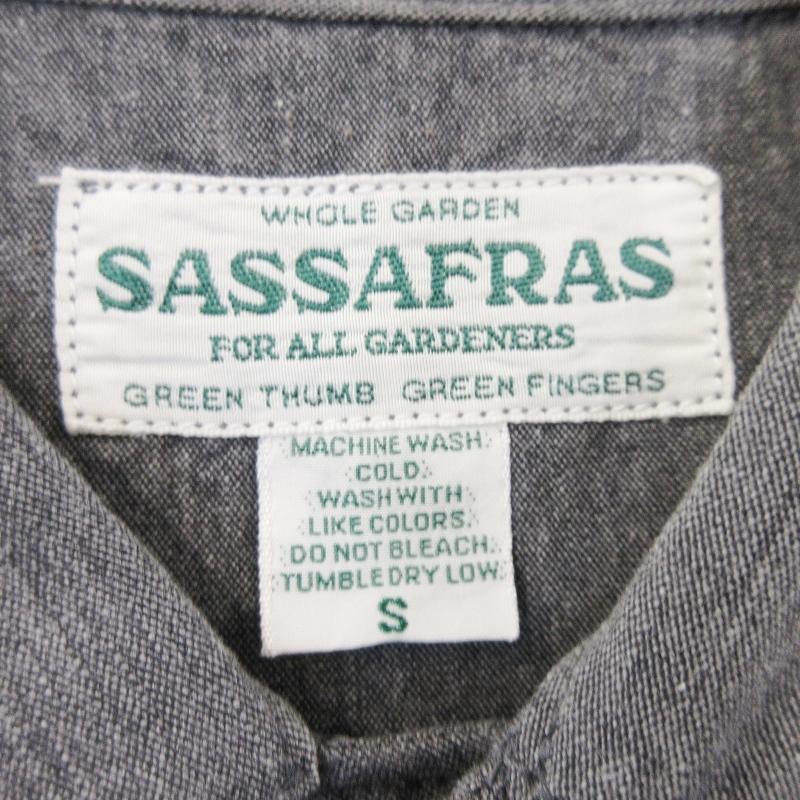 WHOLE GARDEN
SASSAFRAS
FOR ALL GARDENERS
GREEN THUMB GREEN FINGERS
MACHINE WASH
COLD.
WASH WITH
LIKE COLORS.
DO NOT BLEACH.
TUMBLE DRY LOW.
S